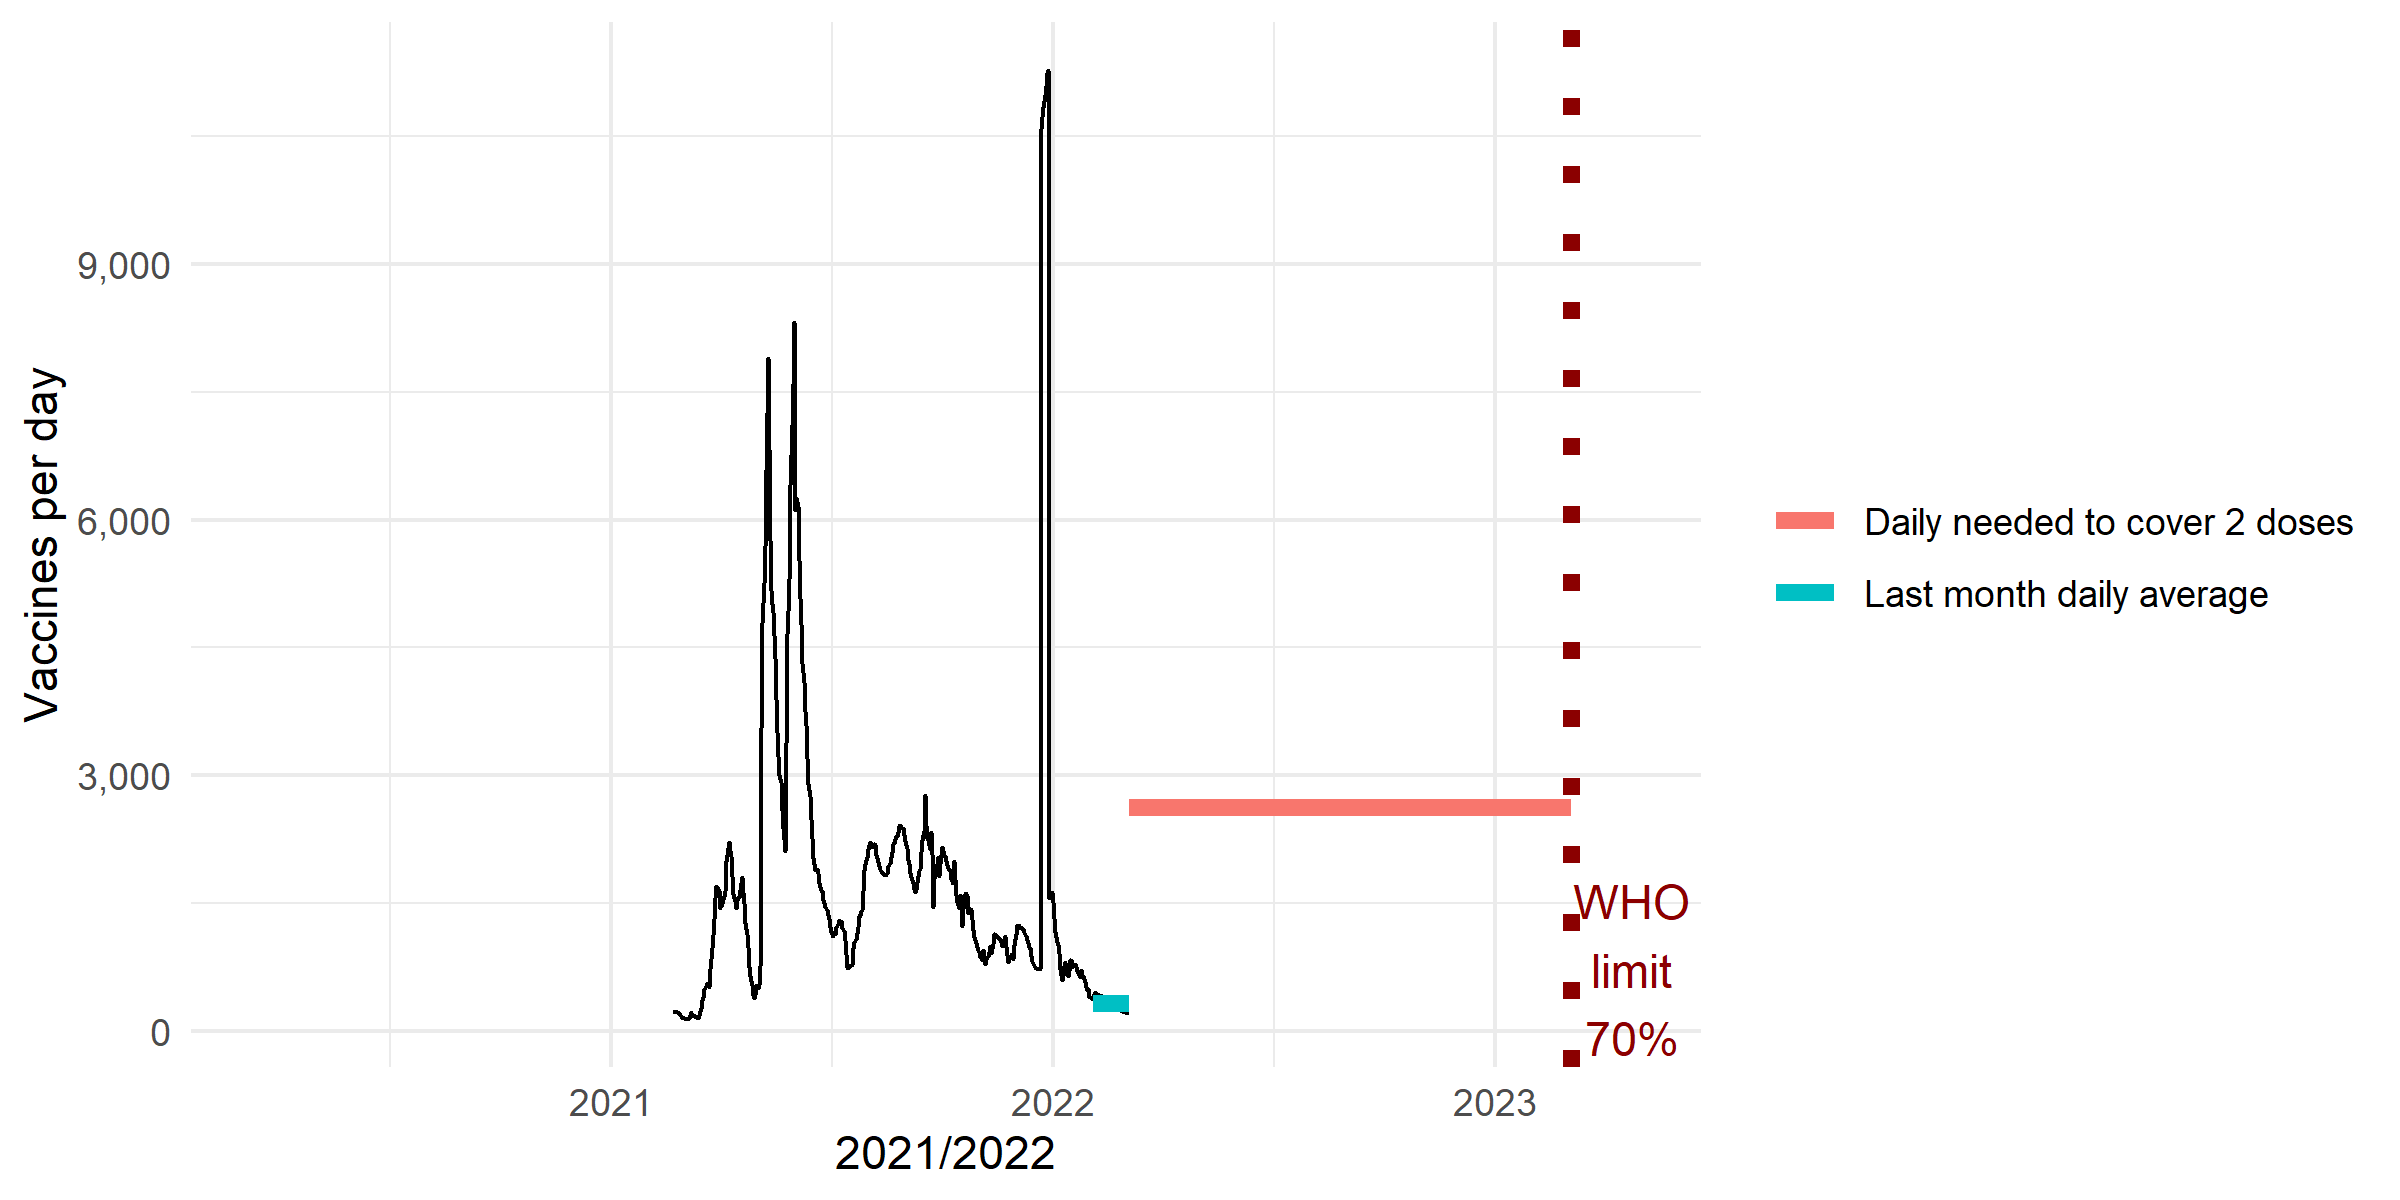 Vaccines per day
9,000
6,000
3,000
0
2021
2022
2023
2021/2022
WHO
limit
70%
Daily needed to cover 2 doses
Last month daily average